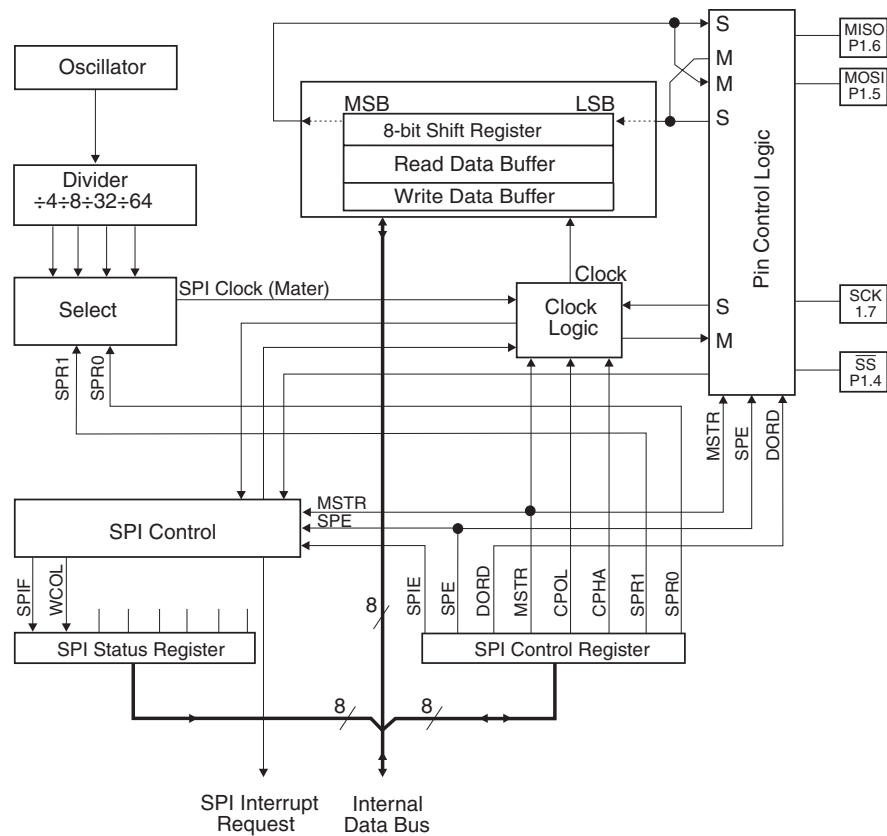 Oscillator
Divider
÷4÷8÷32÷64
Select
SPI Clock (Mater)
SPR1
SPR0
MSB
LSB
8-bit Shift Register
Read Data Buffer
Write Data Buffer
Clock
Clock
Logic
S
M
M
S
S
M
Pin Control Logic
MISO
P1.6
MOSI
P1.5
SCK
1.7
SS
P1.4
MSTR
SPE
DORD
SPI Control
MSTR
SPE
SPIF
WCOL
SPI Status Register
8
SPIE
SPE
DORD
MSTR
CPOL
CPHA
SPR1
SPR0
SPI Control Register
8
8
SPI Interrupt
Request
Internal
Data Bus